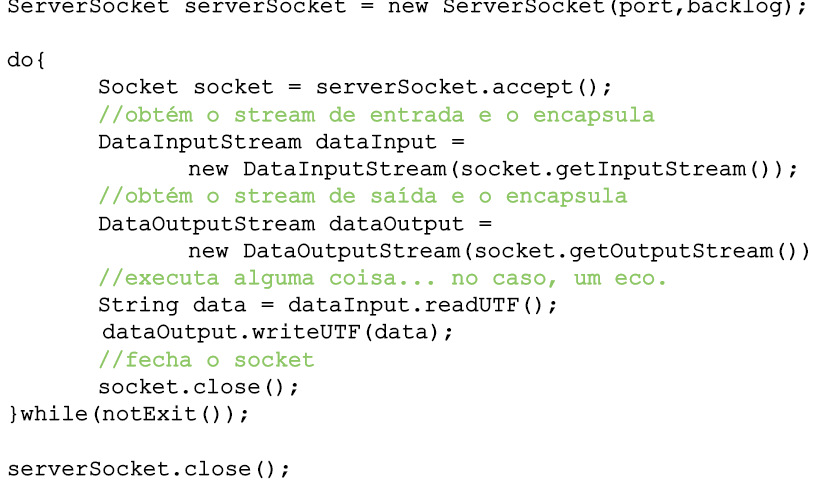 ServerSocket serverSocket = new ServerSocket(port,backlog);
do{
Socket socket = serverSocket.accept();
//obtém o stream de entrada e o encapsula
DataInputStream dataInput =
new DataInputStream(socket.getInputStream());
//obtém o stream de saída e o encapsula
DataOutputStream dataOutput =
new DataOutputStream(socket.getOutputStream())
//executa alguma coisa... no caso, um eco.
String data = dataInput.readUTF();
dataOutput.writeUTF(data);
//fecha o socket
socket.close();
}while(notExit());
serverSocket.close();